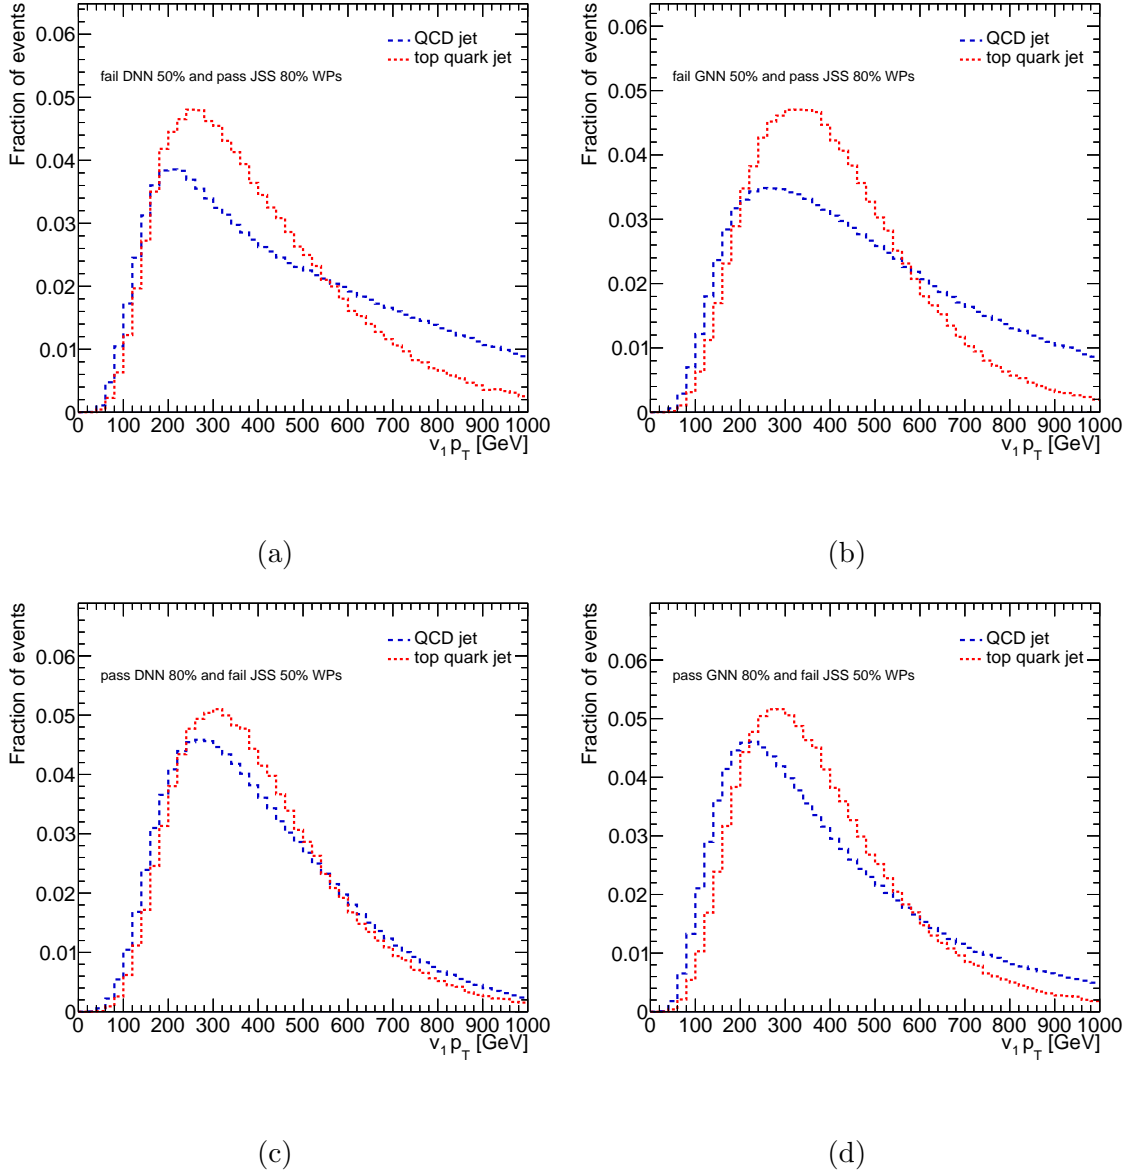 Fraction of events
0.06
0.05
0.04
0.03
0.02
0.01
0
QCD jet
top quark jet
fail DNN 50% and pass JSS 80% WPs
0 100 200 300 400 500 600 700 800 900 1000
v1 pT [GeV]
(a)
Fraction of events
0.06
0.05
0.04
0.03
0.02
0.01
0
QCD jet
top quark jet
fail GNN 50% and pass JSS 80% WPs
0 100 200 300 400 500 600 700 800 900 1000
v1 pT [GeV]
(b)
Fraction of events
0.06
0.05
0.04
0.03
0.02
0.01
0
QCD jet
top quark jet
pass DNN 80% and fail JSS 50% WPs
0 100 200 300 400 500 600 700 800 900 1000
v1 pT [GeV]
(c)
Fraction of events
0.06
0.05
0.04
0.03
0.02
0.01
0
QCD jet
top quark jet
pass GNN 80% and fail JSS 50% WPs
0 100 200 300 400 500 600 700 800 900 1000
v1 pT [GeV]
(d)